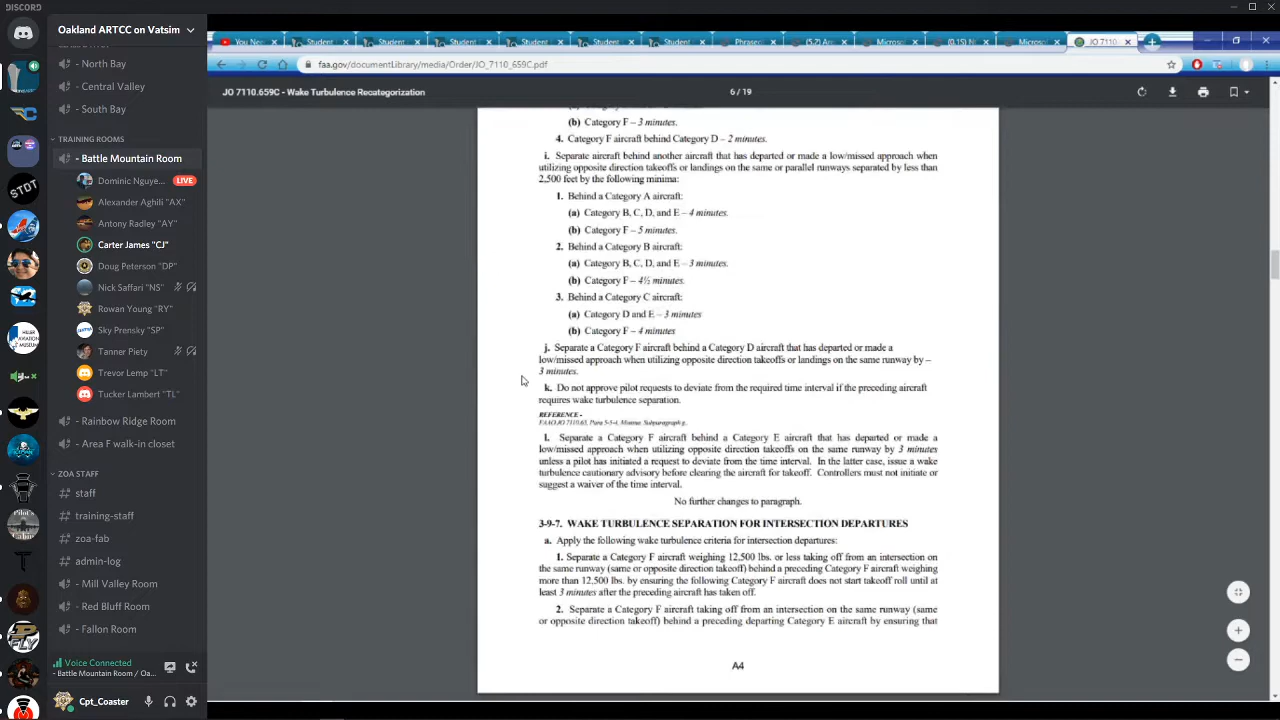 DISCORD
Oakland ARTCC on Vatsim
North Bay
Central Valley
South Bay
TRAINING ROOMS
Battle Mountain Room
Dominic Nguye... LIVE
Alexander Aghili "AX"
Antony Radley "AY"
Clayton Johnson "CJ"
Doug Peterson "DP"
Nick Saffari "NS"
Rowan Young "RY"
Sky Prensky "SP"
Tanner Piety
Trevor Lemp "LT"
Tucker Lambert "TL"
Rainbow Room
Sunset Room
ZOA STAFF
staff
training-staff
zoa-fab
admin-log
Mill Valley Room
Red Bluff Room
Fallon Room
Voice Connected
Battle Mountain Room / Oa...
Doster
You Nee
Student
Student
Student
Student
Student
Student
Phrase
Microso
Microso
JO 7110
faa.gov/documentLibrary/media/Order/JO_7110_659C.pdf
JO 7110.659C - Wake Turbulence Recategorization
6 / 19
(b) Category F – 3 minutes.
4. Category F aircraft behind Category D – 2 minutes.
i. Separate aircraft behind another aircraft that has departed or made a low/missed approach when
utilizing opposite direction takeoffs or landings on the same or parallel runways separated by less than
2,500 feet by the following minima:
1. Behind a Category A aircraft:
(a) Category B, C, D, and E – 4 minutes.
(b) Category F – 5 minutes.
2. Behind a Category B aircraft:
(a) Category B, C, D, and E – 3 minutes.
(b) Category F – 4½ minutes.
3. Behind a Category C aircraft:
(a) Category D and E – 3 minutes
(b) Category F – 4 minutes
j. Separate a Category F aircraft behind a Category D aircraft that has departed or made a
low/missed approach when utilizing opposite direction takeoffs or landings on the same runway by –
3 minutes.
k. Do not approve pilot requests to deviate from the required time interval if the preceding aircraft
requires wake turbulence separation.
REFERENCE -
FAAO JO 7110.65, Para 5-5-4, Minima, Subparagraph g.,
l. Separate a Category F aircraft behind a Category E aircraft that has departed or made a
low/missed approach when utilizing opposite direction takeoffs on the same runway by 3 minutes
unless a pilot has initiated a request to deviate from the time interval. In the latter case, issue a wake
turbulence cautionary advisory before clearing the aircraft for takeoff. Controllers must not initiate or
suggest a waiver of the time interval.
No further changes to paragraph.
3-9-7. WAKE TURBULENCE SEPARATION FOR INTERSECTION DEPARTURES
a. Apply the following wake turbulence criteria for intersection departures:
1. Separate a Category F aircraft weighing 12,500 lbs. or less taking off from an intersection on
the same runway (same or opposite direction takeoff) behind a preceding Category F aircraft weighing
more than 12,500 lbs. by ensuring the following Category F aircraft does not start takeoff roll until at
least 3 minutes after the preceding aircraft has taken off.
2. Separate a Category F aircraft taking off from an intersection on the same runway (same
or opposite direction takeoff) behind a preceding departing Category E aircraft by ensuring that
A4